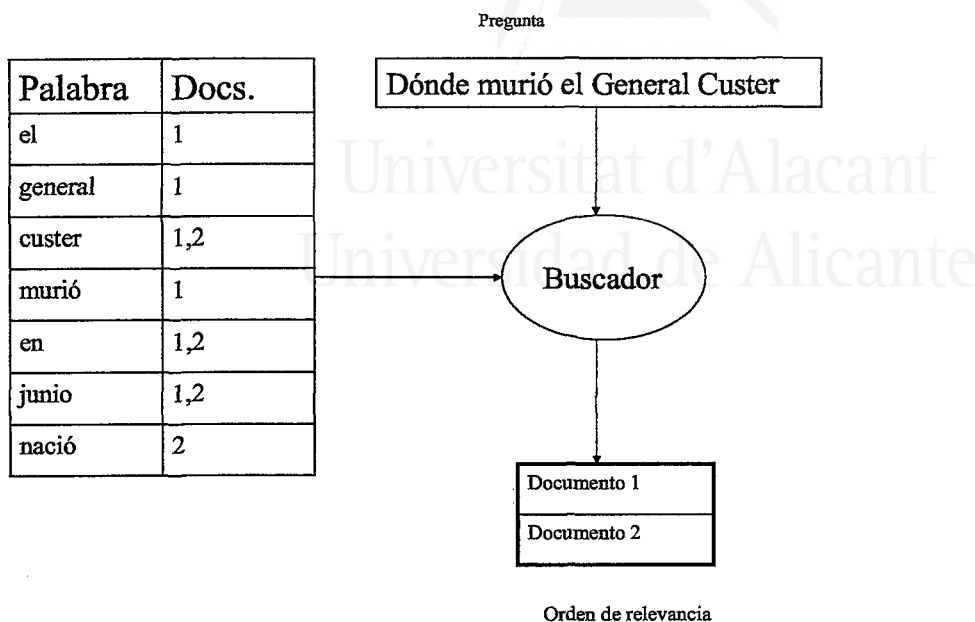 Pregunta
Palabra Docs.
el 1
general 1
custer 1,2
murió 1
en 1,2
junio 1,2
nació 2
Dónde murió el General Custer
Universitat d'Alacant
Universidad de Alicante
Buscador
Documento 1
Documento 2
Orden de relevancia